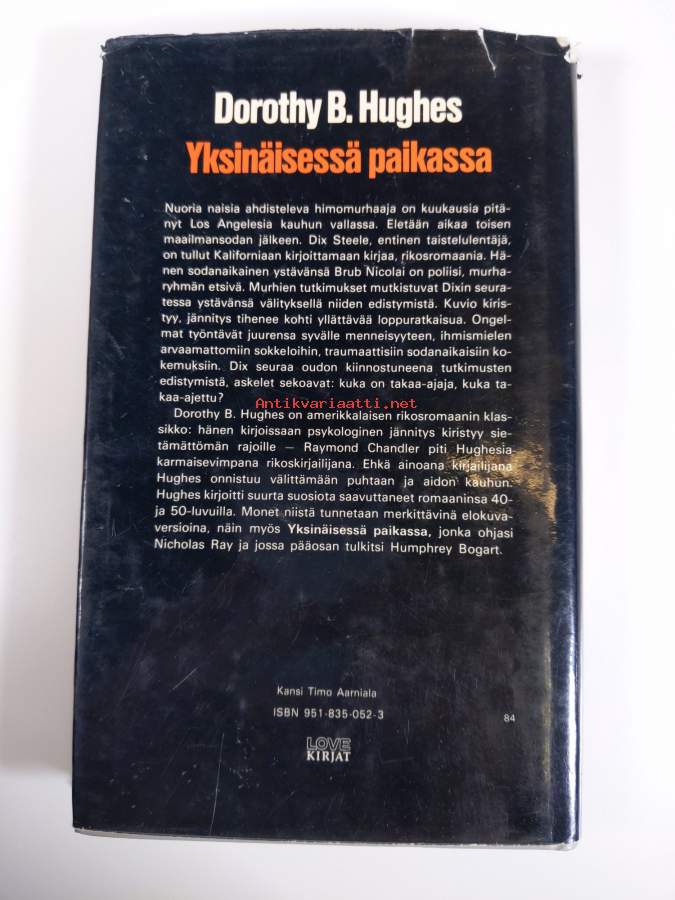 Dorothy B. Hughes
Yksinäisessä paikassa
Nuoria naisia ahdisteleva himomurhaaja on kuukausia pitä-
nyt Los Angelesia kauhun vallassa. Eletään aikaa toisen
maailmansodan jälkeen. Dix Steele, entinen taistelulentäjä,
on tullut Kaliforniaan kirjoittamaan kirjaa, rikosromaania. Hä-
nen sodanaikainen ystävänsä Brub Nicolai on poliisi, murha-
ryhmän etsivä. Murhien tutkimukset mutkistuvat Dixin seura-
tessa ystävänsä välityksellä niiden edistymistä. Kuvio kiris-
tyy, jännitys tihenee kohti yllättävää loppuratkaisua. Ongel-
mat työntävät juurensa syvälle menneisyyteen, ihmismielen
arvaamattomiin sokkeloihin, traumaattisiin sodanaikaisiin ko-
kemuksiin. Dix seuraa oudon kiinnostuneena tutkimusten
edistymistä, askelet sekoavat: kuka on takaa-ajaja, kuka ta-
kaa-ajettu?
Antikvariaatti.net
Dorothy B. Hughes on amerikkalaisen rikosromaanin klas-
sikko: hänen kirjoissaan psykologinen jännitys kiristyy sie-
tämättömän rajoille — Raymond Chandler piti Hughesia
karmaisevimpana rikoskirjailijana. Ehkä ainoana kirjailijana
Hughes onnistuu välittämään puhtaan ja aidon kauhun.
Hughes kirjoitti suurta suosiota saavuttaneet romaaninsa 40-
ja 50-luvuilla. Monet niistä tunnetaan merkittävinä elokuva-
versioina, näin myös Yksinäisessä paikassa, jonka ohjasi
Nicholas Ray ja jossa pääosan tulkitsi Humphrey Bogart.
Kansi Timo Aarniala
ISBN 951-835-052-3
84
LOVE
KIRJAT